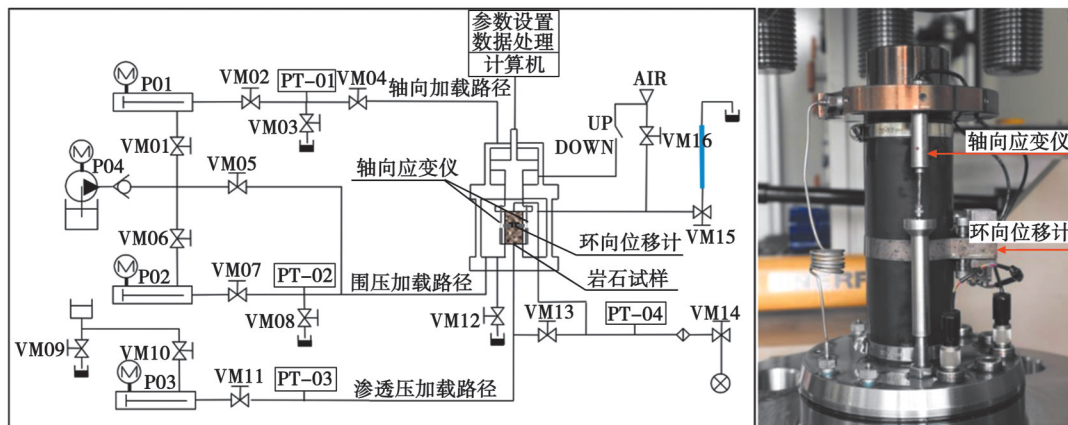 参数设置
数据处理
计算机
P01
VM02
PT-01
VM04
轴向加载路径
VM03
AIR
UP
DOWN
VM16
VM01
P04
VM05
轴向应变仪
VM06
环向位移计
VM15
P02
VM07
PT-02
围压加载路径
岩石试样
VM08
VM12
VM13
PT-04
VM14
VM09
VM10
P03
VM11
PT-03
渗透压加载路径
轴向应变仪
环向位移计